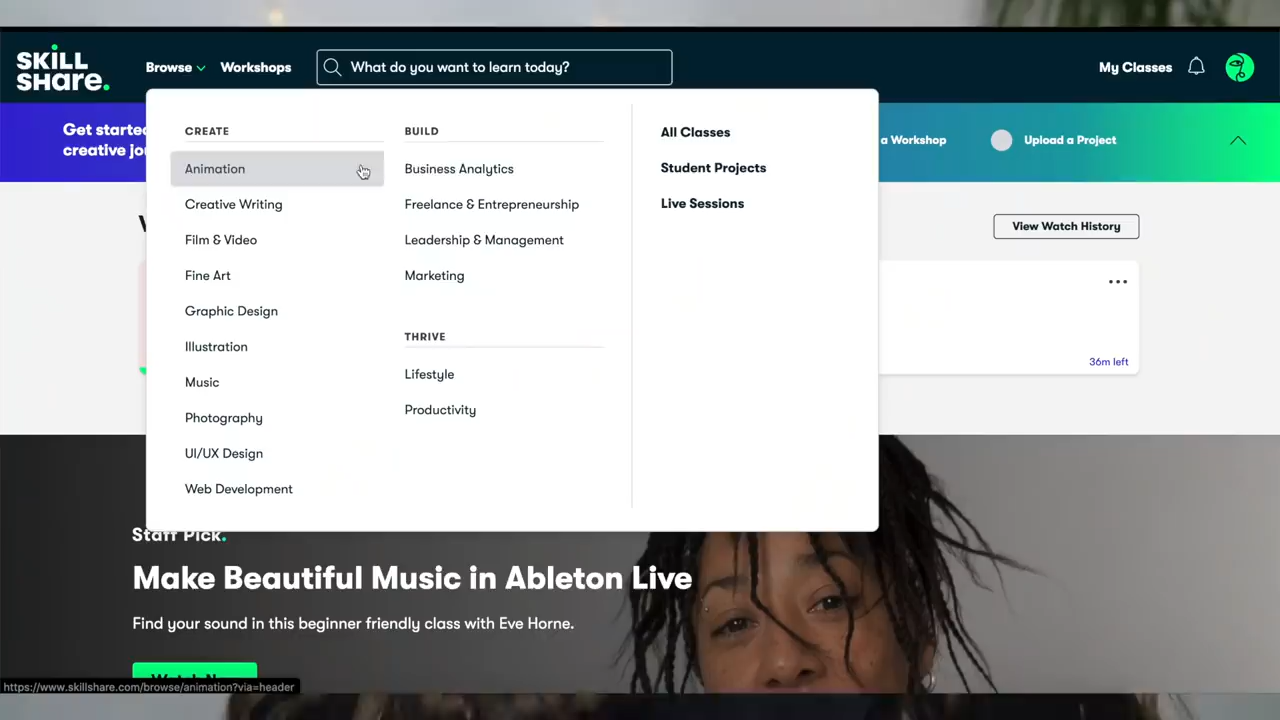 SKILL
SHare.
Browse
Workshops
What do you want to learn today?
My Classes
Get starte
creative jo
a Workshop
Upload a Project
CREATE
Animation
Creative Writing
Film & Video
Fine Art
Graphic Design
Illustration
Music
Photography
UI/UX Design
Web Development
BUILD
Business Analytics
Freelance & Entrepreneurship
Leadership & Management
Marketing
THRIVE
Lifestyle
Productivity
All Classes
Student Projects
Live Sessions
View Watch History
36m left
Staff Pick.
Make Beautiful Music in Ableton Live
Find your sound in this beginner friendly class with Eve Horne.
https://www.skillshare.com/browse/animation?via=header